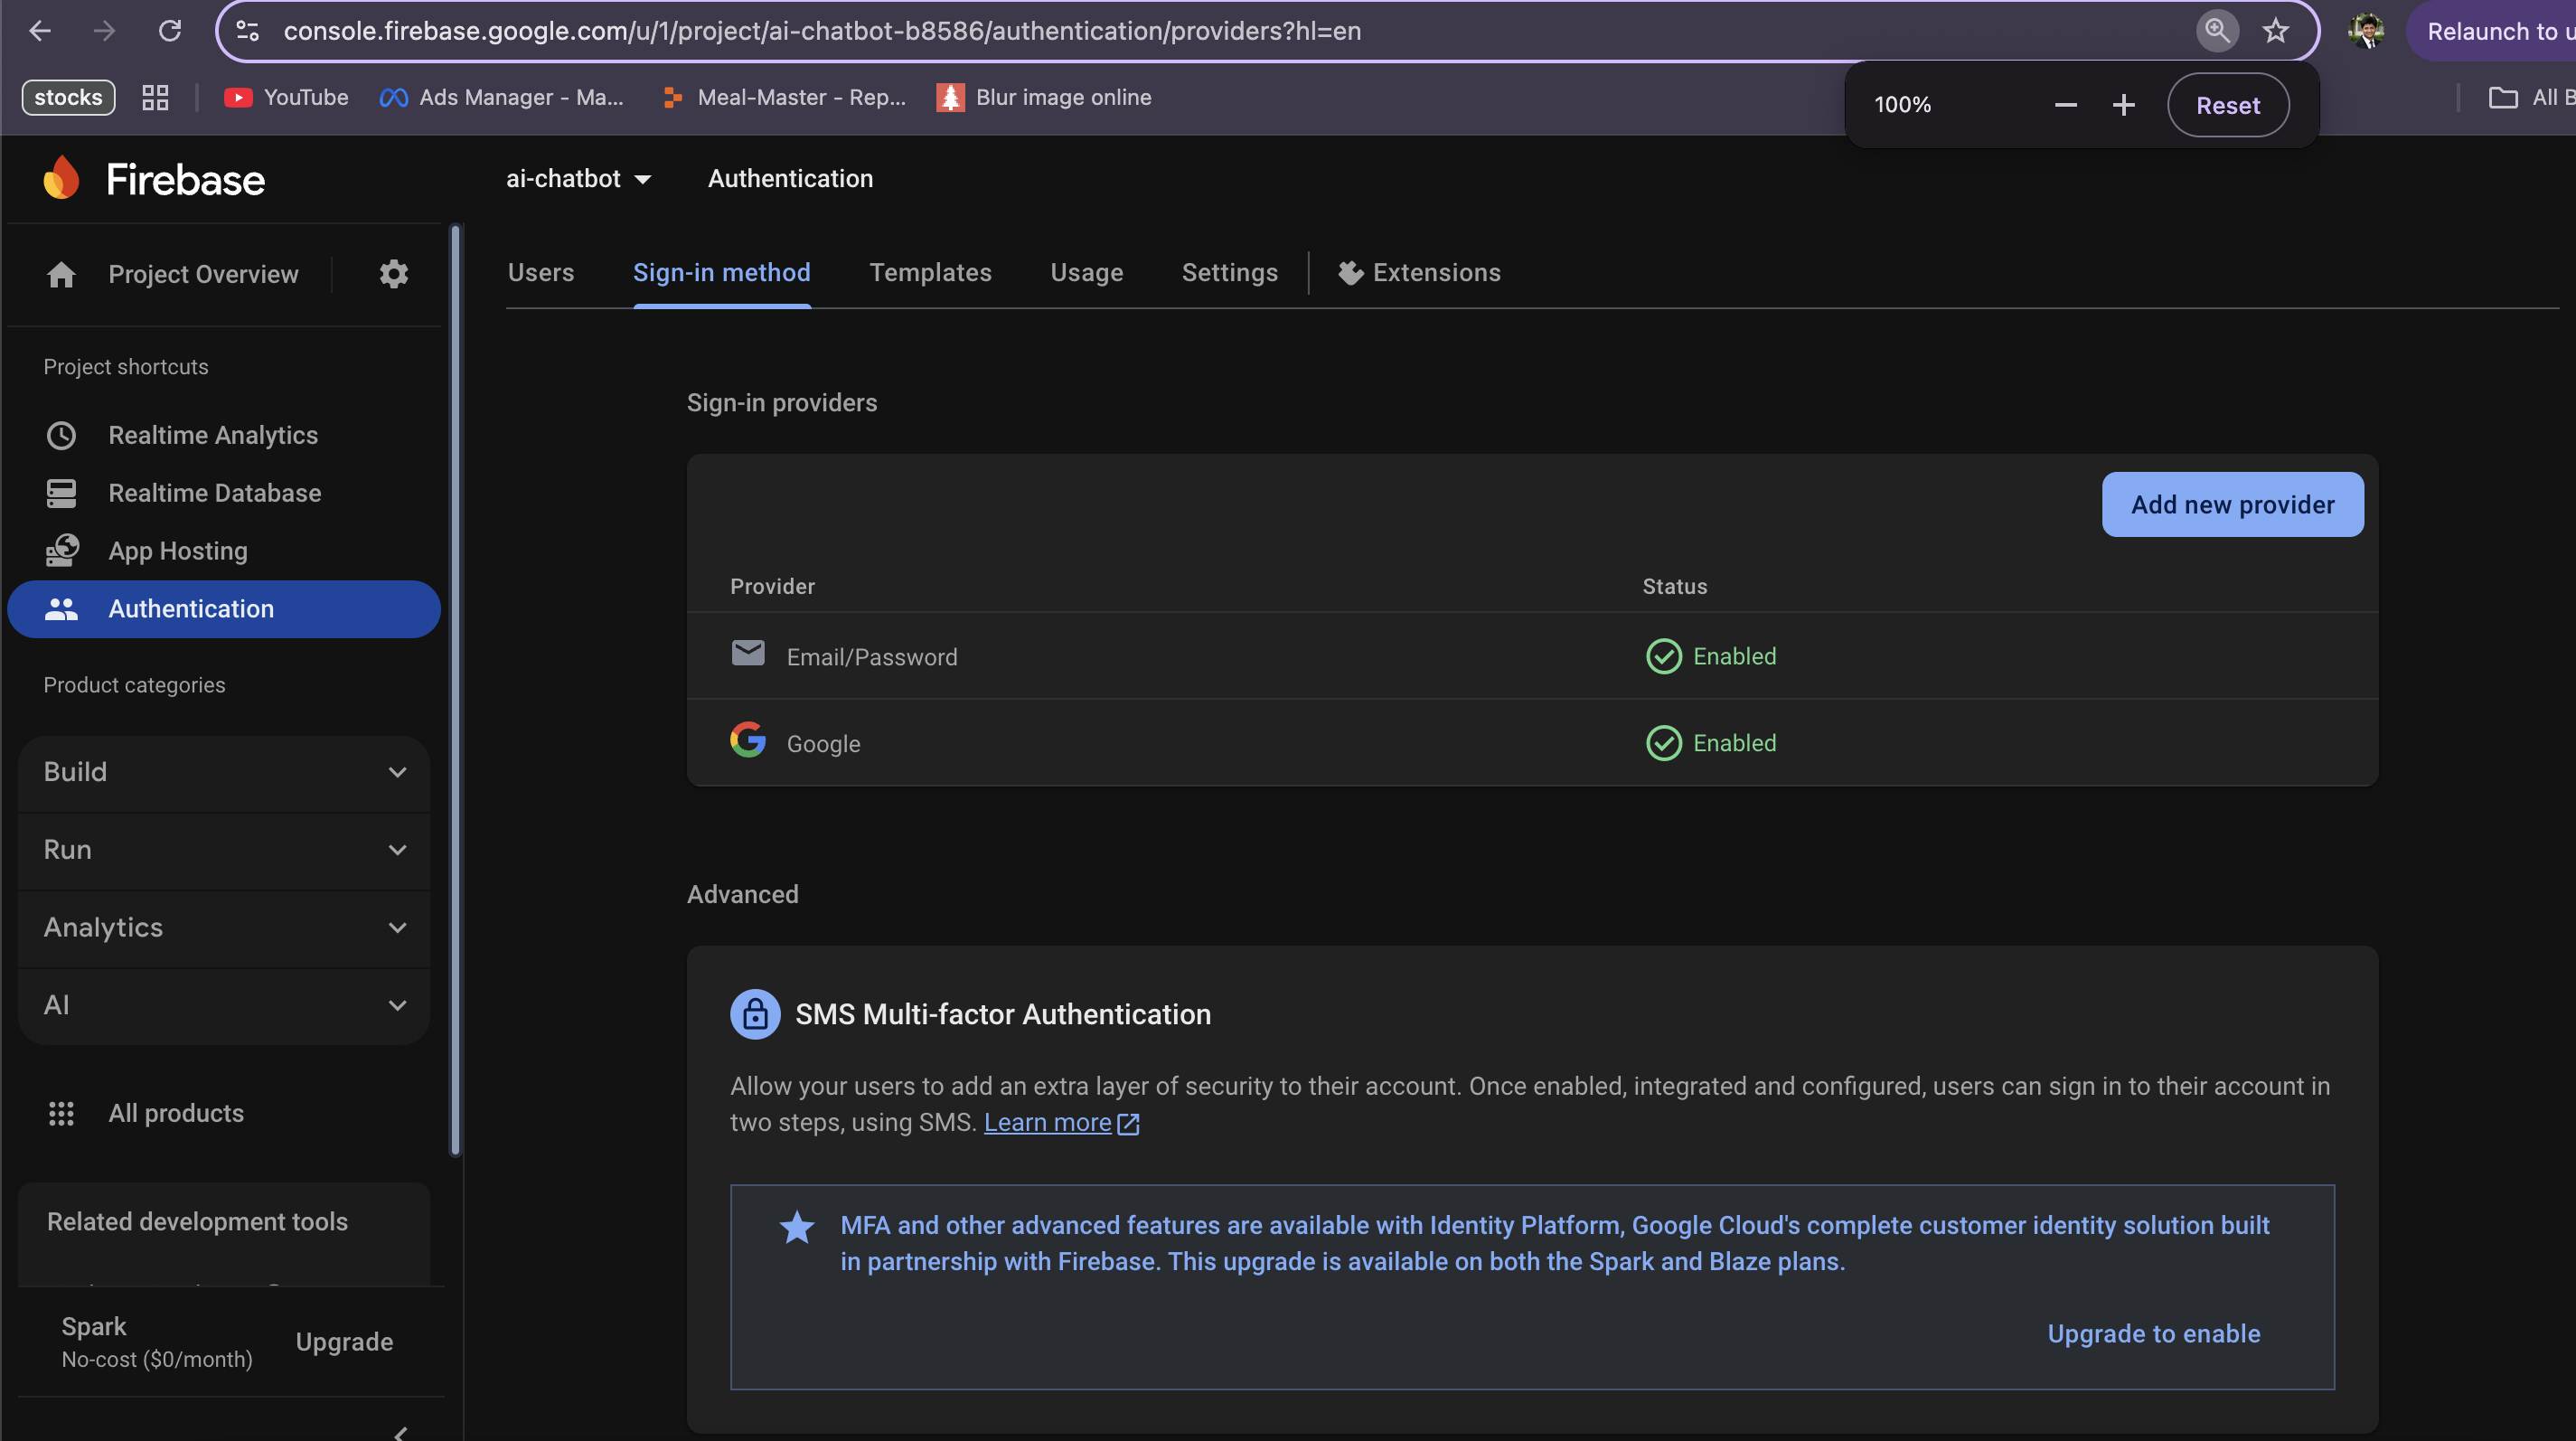 console.firebase.google.com/u/1/project/ai-chatbot-b8586/authentication/providers?hl=en
Relaunch to u
stocks
YouTube
Ads Manager - Ma...
Meal-Master - Rep...
Blur image online
All B
100%
Reset
Firebase
ai-chatbot
Authentication
Project Overview
Users
Sign-in method
Templates
Usage
Settings
Extensions
Project shortcuts
Realtime Analytics
Realtime Database
App Hosting
Authentication
Product categories
Build
Run
Analytics
AI
All products
Related development tools
Spark
No-cost ($0/month)
Upgrade
Sign-in providers
Add new provider
Provider
Status
Email/Password
Enabled
Google
Enabled
Advanced
SMS Multi-factor Authentication
Allow your users to add an extra layer of security to their account. Once enabled, integrated and configured, users can sign in to their account in
two steps, using SMS. Learn more
MFA and other advanced features are available with Identity Platform, Google Cloud's complete customer identity solution built
in partnership with Firebase. This upgrade is available on both the Spark and Blaze plans.
Upgrade to enable